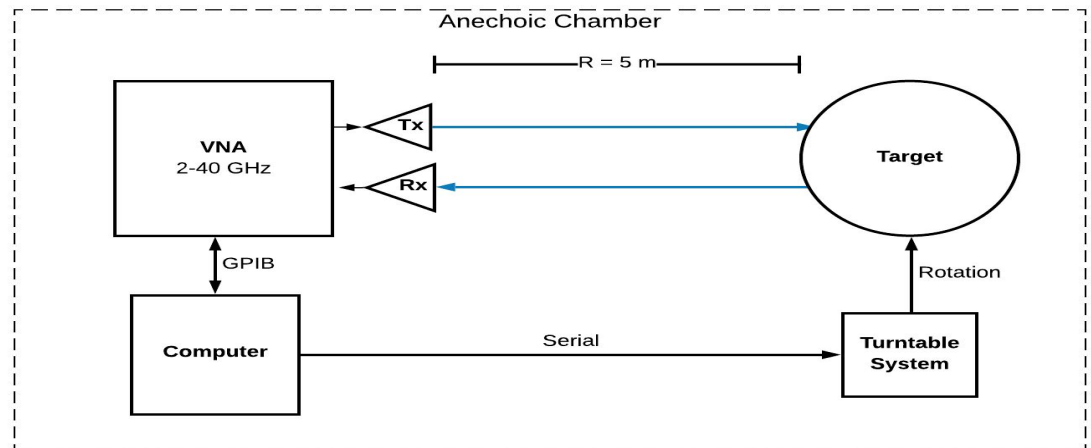 Anechoic Chamber
R = 5 m
VNA
2-40 GHz
Tx
Rx
Target
GPIB
Rotation
Computer
Serial
Turntable
System